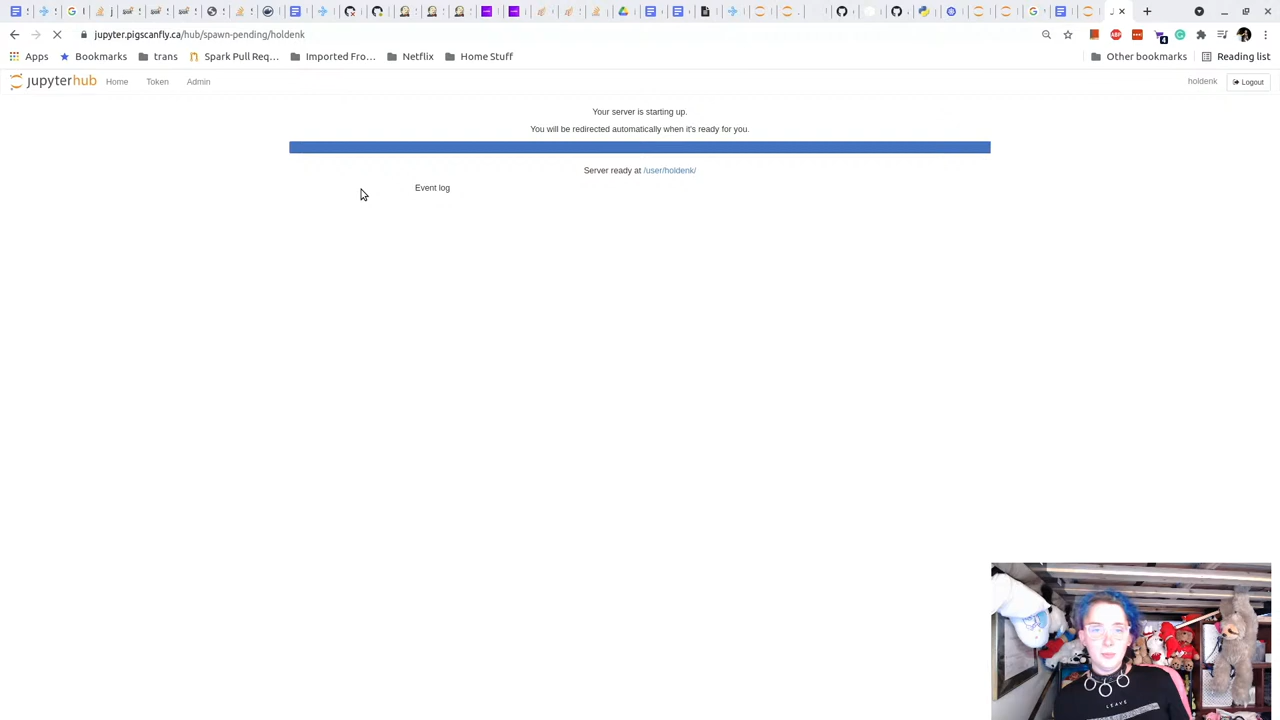 jupyter.pigscanfly.ca/hub/spawn-pending/holdenk
4
Apps Bookmarks trans Spark Pull Req... Imported Fro... Netflix Home Stuff Other bookmarks Reading list
jupyterhub Home Token Admin holdenk Logout
Your server is starting up.
You will be redirected automatically when it's ready for you.
Server ready at /user/holdenk/
Event log
LEAVE